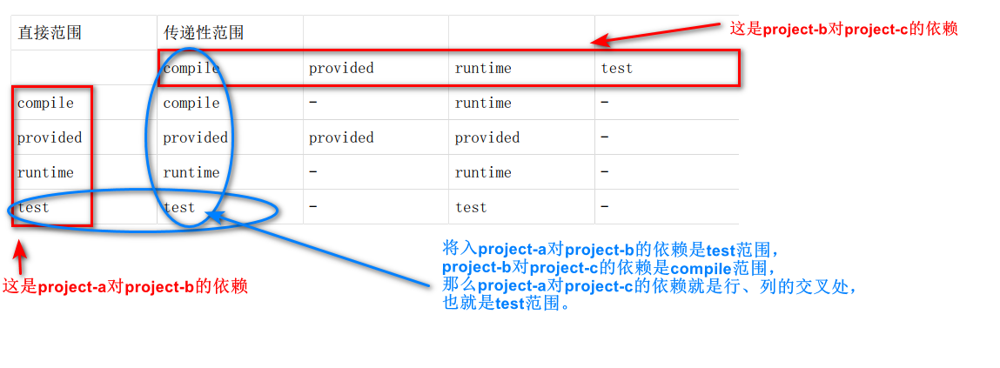 直接范围 传递性范围
这是project-b对project-c的依赖
compile provided runtime test
compile compile - runtime -
provided provided provided provided -
runtime runtime - runtime -
test test - test -
这是project-a对project-b的依赖
将入project-a对project-b的依赖是test范围，
project-b对project-c的依赖是compile范围，
那么project-a对project-c的依赖就是行、列的交叉处，
也就是test范围。